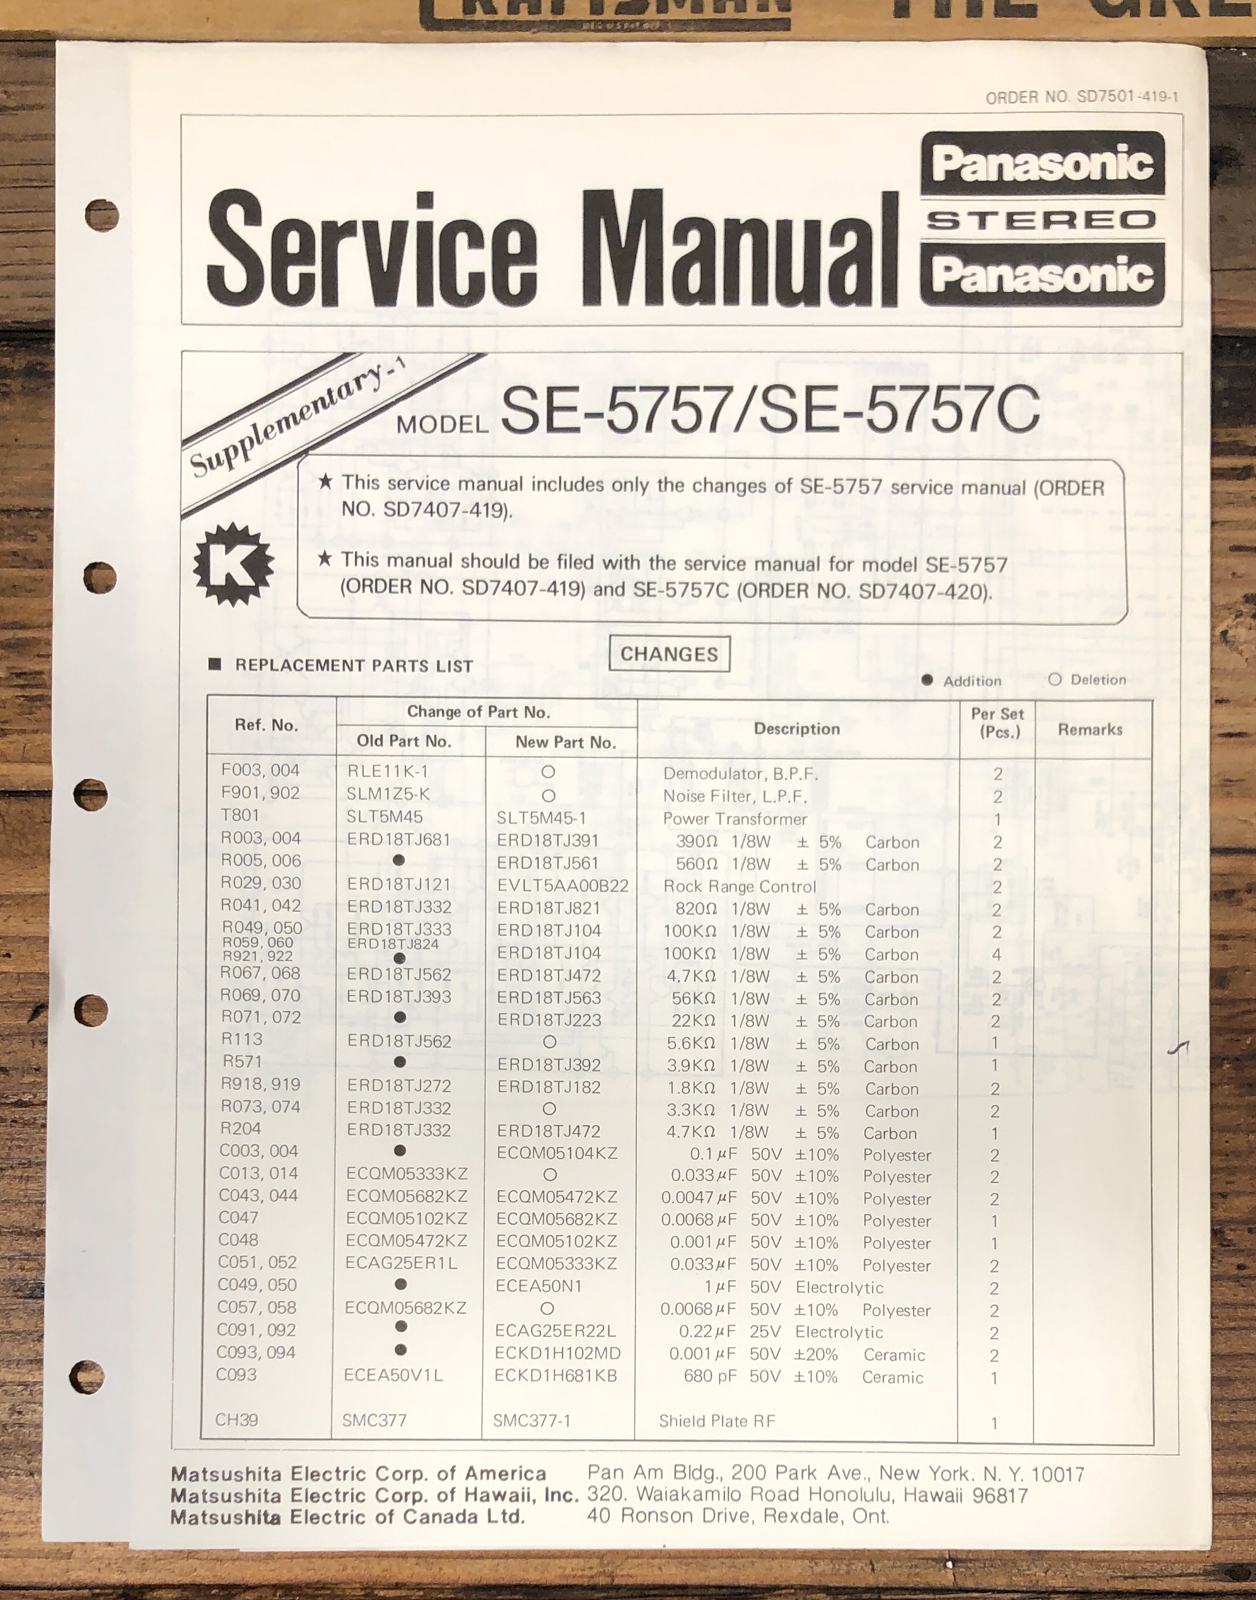 CRAFTSMAN
THE GRE
ORDER NO. SD7501-419-1
Service Manual
Panasonic
STEREO
Panasonic
Supplementary-1
MODEL SE-5757/SE-5757C
K
★ This service manual includes only the changes of SE-5757 service manual (ORDER
NO. SD7407-419).
★ This manual should be filed with the service manual for model SE-5757
(ORDER NO. SD7407-419) and SE-5757C (ORDER NO. SD7407-420).
CHANGES
■ REPLACEMENT PARTS LIST
● Addition ○ Deletion
Ref. No. Change of Part No. Description Per Set (Pcs.) Remarks
Old Part No. New Part No.
F003, 004 RLE11K-1 ○ Demodulator, B.P.F. 2
F901, 902 SLM1Z5-K ○ Noise Filter, L.P.F. 2
T801 SLT5M45 SLT5M45-1 Power Transformer 1
R003, 004 ERD18TJ681 ERD18TJ391 390Ω 1/8W ± 5% Carbon 2
R005, 006 ● ERD18TJ561 560Ω 1/8W ± 5% Carbon 2
R029, 030 ERD18TJ121 EVLT5AA00B22 Rock Range Control 2
R041, 042 ERD18TJ332 ERD18TJ821 820Ω 1/8W ± 5% Carbon 2
R049, 050 ERD18TJ333 ERD18TJ104 100KΩ 1/8W ± 5% Carbon 2
R059, 060 ERD18TJ824
R921, 922 ● ERD18TJ104 100KΩ 1/8W ± 5% Carbon 4
R067, 068 ERD18TJ562 ERD18TJ472 4.7KΩ 1/8W ± 5% Carbon 2
R069, 070 ERD18TJ393 ERD18TJ563 56KΩ 1/8W ± 5% Carbon 2
R071, 072 ● ERD18TJ223 22KΩ 1/8W ± 5% Carbon 2
R113 ERD18TJ562 ○ 5.6KΩ 1/8W ± 5% Carbon 1
R571 ● ERD18TJ392 3.9KΩ 1/8W ± 5% Carbon 1
R918, 919 ERD18TJ272 ERD18TJ182 1.8KΩ 1/8W ± 5% Carbon 2
R073, 074 ERD18TJ332 ○ 3.3KΩ 1/8W ± 5% Carbon 2
R204 ERD18TJ332 ERD18TJ472 4.7KΩ 1/8W ± 5% Carbon 1
C003, 004 ● ECQM05104KZ 0.1μF 50V ±10% Polyester 2
C013, 014 ECQM05333KZ ○ 0.033μF 50V ±10% Polyester 2
C043, 044 ECQM05682KZ ECQM05472KZ 0.0047μF 50V ±10% Polyester 2
C047 ECQM05102KZ ECQM05682KZ 0.0068μF 50V ±10% Polyester 1
C048 ECQM05472KZ ECQM05102KZ 0.001μF 50V ±10% Polyester 1
C051, 052 ECAG25ER1L ECQM05333KZ 0.033μF 50V ±10% Polyester 2
C049, 050 ● ECEA50N1 1μF 50V Electrolytic 2
C057, 058 ECQM05682KZ ○ 0.0068μF 50V ±10% Polyester 2
C091, 092 ● ECAG25ER22L 0.22μF 25V Electrolytic 2
C093, 094 ● ECKD1H102MD 0.001μF 50V ±20% Ceramic 2
C093 ECEA50V1L ECKD1H681KB 680 pF 50V ±10% Ceramic 1
CH39 SMC377 SMC377-1 Shield Plate RF 1
Matsushita Electric Corp. of America Pan Am Bldg., 200 Park Ave., New York. N. Y. 10017
Matsushita Electric Corp. of Hawaii, Inc. 320. Waiakamilo Road Honolulu, Hawaii 96817
Matsushita Electric of Canada Ltd. 40 Ronson Drive, Rexdale, Ont.